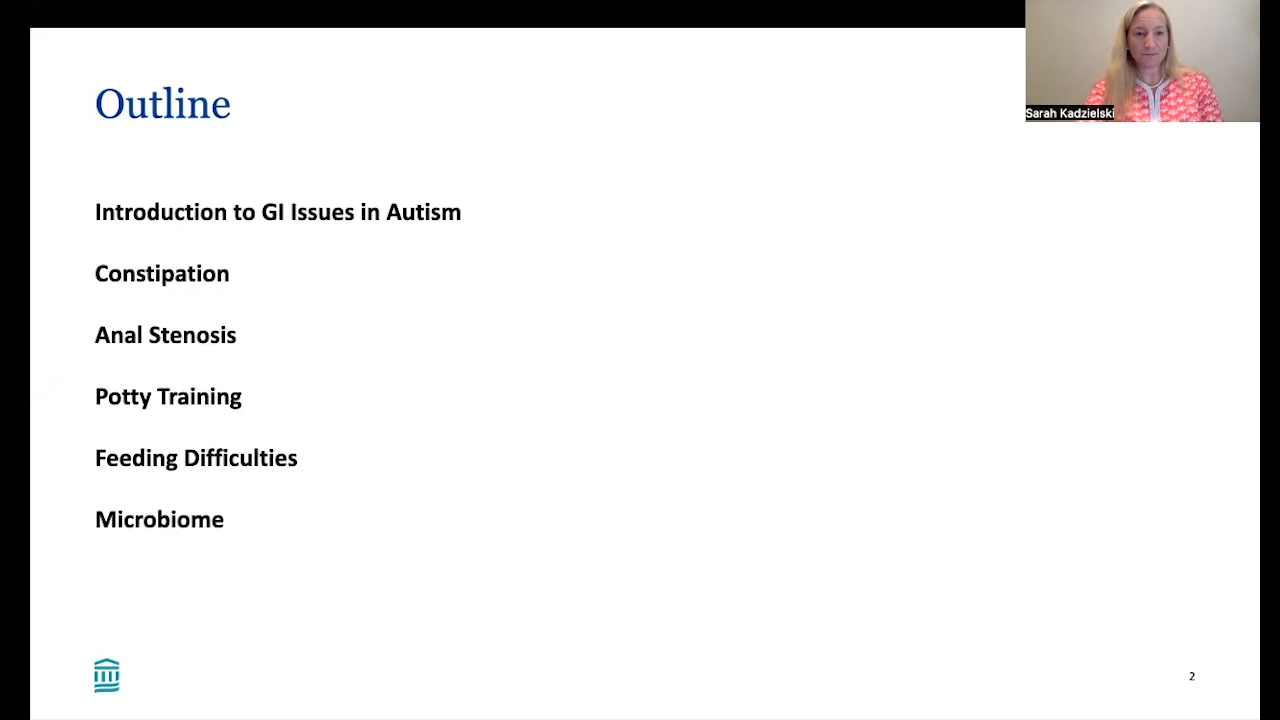 Outline
Sarah Kadzielski
Introduction to GI Issues in Autism
Constipation
Anal Stenosis
Potty Training
Feeding Difficulties
Microbiome
2